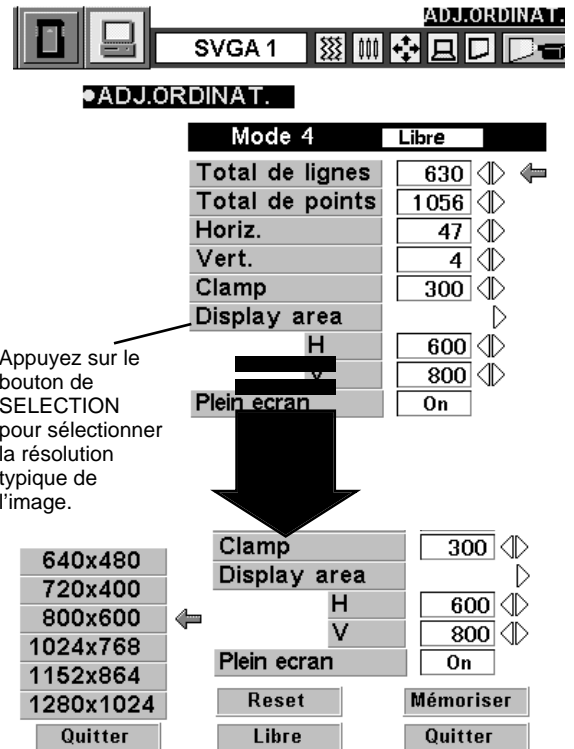 ADJ.ORDINAT.
SVGA 1
●ADJ.ORDINAT.
Mode 4 Libre
Total de lignes 630
Total de points 1056
Horiz. 47
Vert. 4
Clamp 300
Display area
H 600
V 800
Plein ecran On
Appuyez sur le
bouton de
SELECTION
pour sélectionner
la résolution
typique de
l'image.
640x480
720x400
800x600
1024x768
1152x864
1280x1024
Quitter
Clamp 300
Display area
H 600
V 800
Plein ecran On
Reset Mémoriser
Libre Quitter